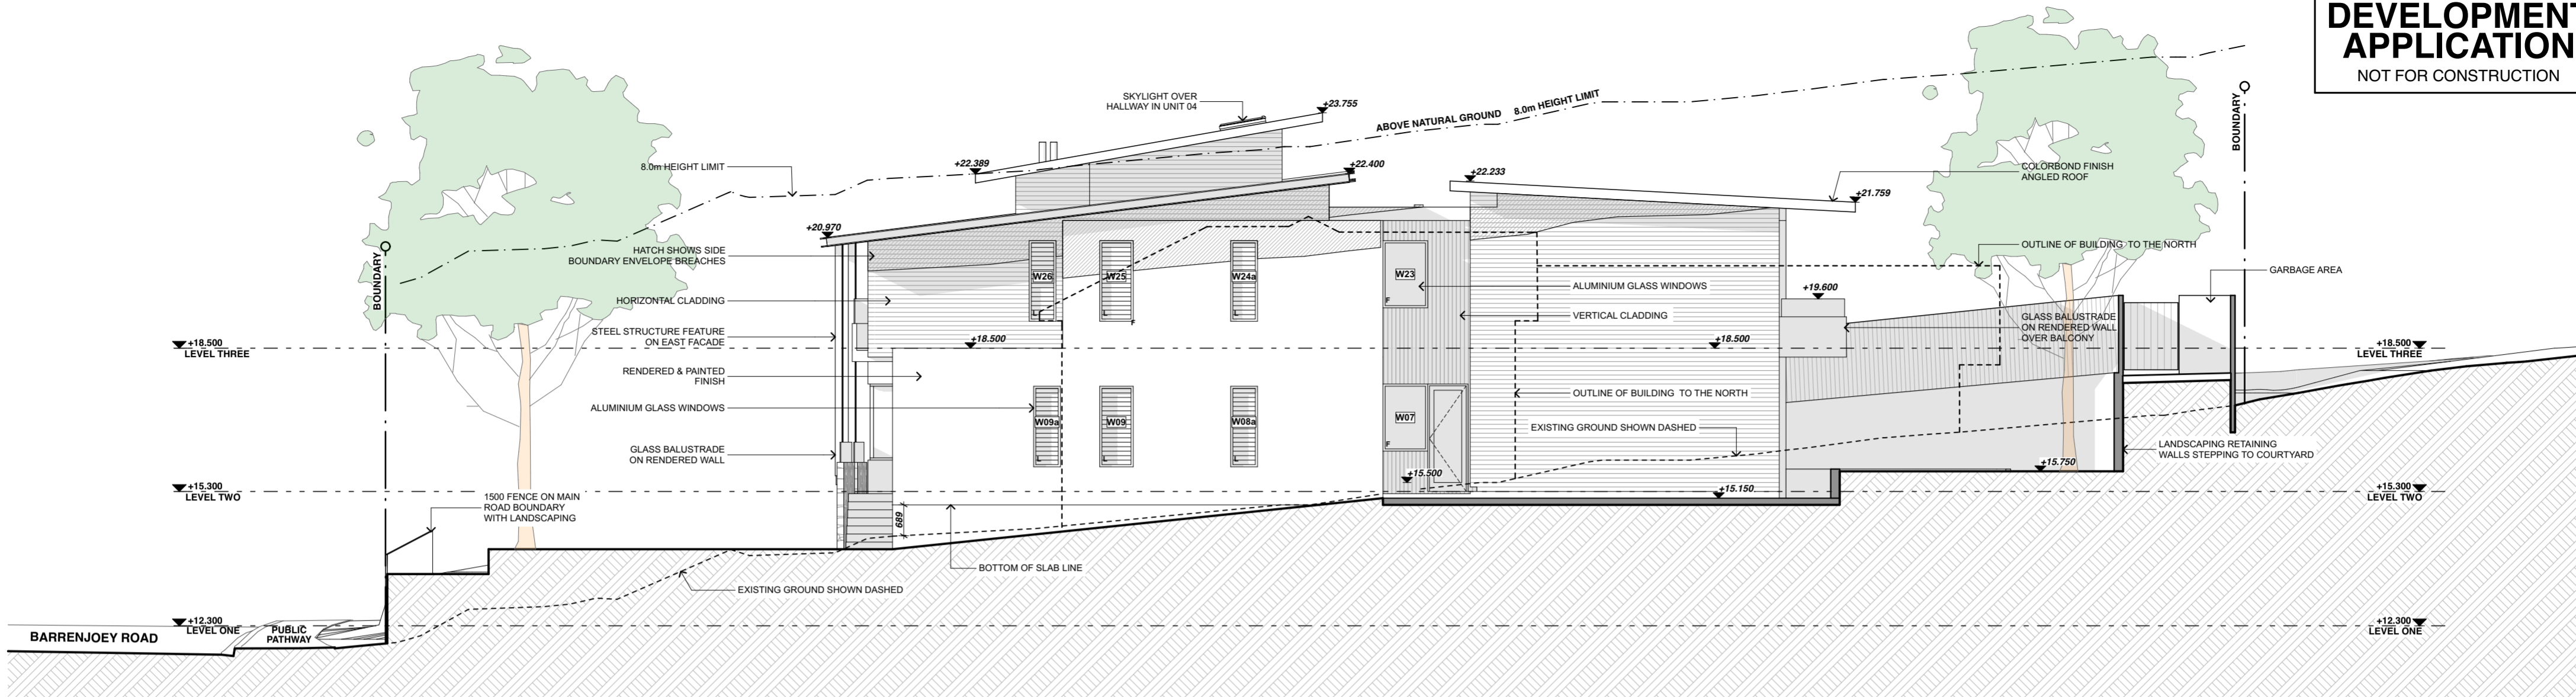 DEVELOPMENT
APPLICATION
NOT FOR CONSTRUCTION
SKYLIGHT OVER
HALLWAY IN UNIT 04
+23.755
ABOVE NATURAL GROUND 8.0m HEIGHT LIMIT
BOUNDARY
8.0m HEIGHT LIMIT
+22.389
+22.400
+22.233
COLORBOND FINISH
ANGLED ROOF
+21.759
+20.970
HATCH SHOWS SIDE
BOUNDARY ENVELOPE BREACHES
BOUNDARY
OUTLINE OF BUILDING TO THE NORTH
GARBAGE AREA
W26
W25
W24a
W23
L
L
F
L
F
ALUMINIUM GLASS WINDOWS
+19.600
HORIZONTAL CLADDING
VERTICAL CLADDING
STEEL STRUCTURE FEATURE
ON EAST FACADE
GLASS BALUSTRADE
ON RENDERED WALL
OVER BALCONY
+18.500
LEVEL THREE
+18.500
+18.500
+18.500
LEVEL THREE
RENDERED & PAINTED
FINISH
ALUMINIUM GLASS WINDOWS
OUTLINE OF BUILDING TO THE NORTH
W09a
W09
W08a
W07
L
L
L
F
EXISTING GROUND SHOWN DASHED
GLASS BALUSTRADE
ON RENDERED WALL
LANDSCAPING RETAINING
WALLS STEPPING TO COURTYARD
+15.750
+15.500
+15.150
+15.300
LEVEL TWO
+15.300
LEVEL TWO
1500 FENCE ON MAIN
ROAD BOUNDARY
WITH LANDSCAPING
689
BOTTOM OF SLAB LINE
EXISTING GROUND SHOWN DASHED
+12.300
LEVEL ONE
+12.300
LEVEL ONE
BARRENJOEY ROAD
PUBLIC
PATHWAY